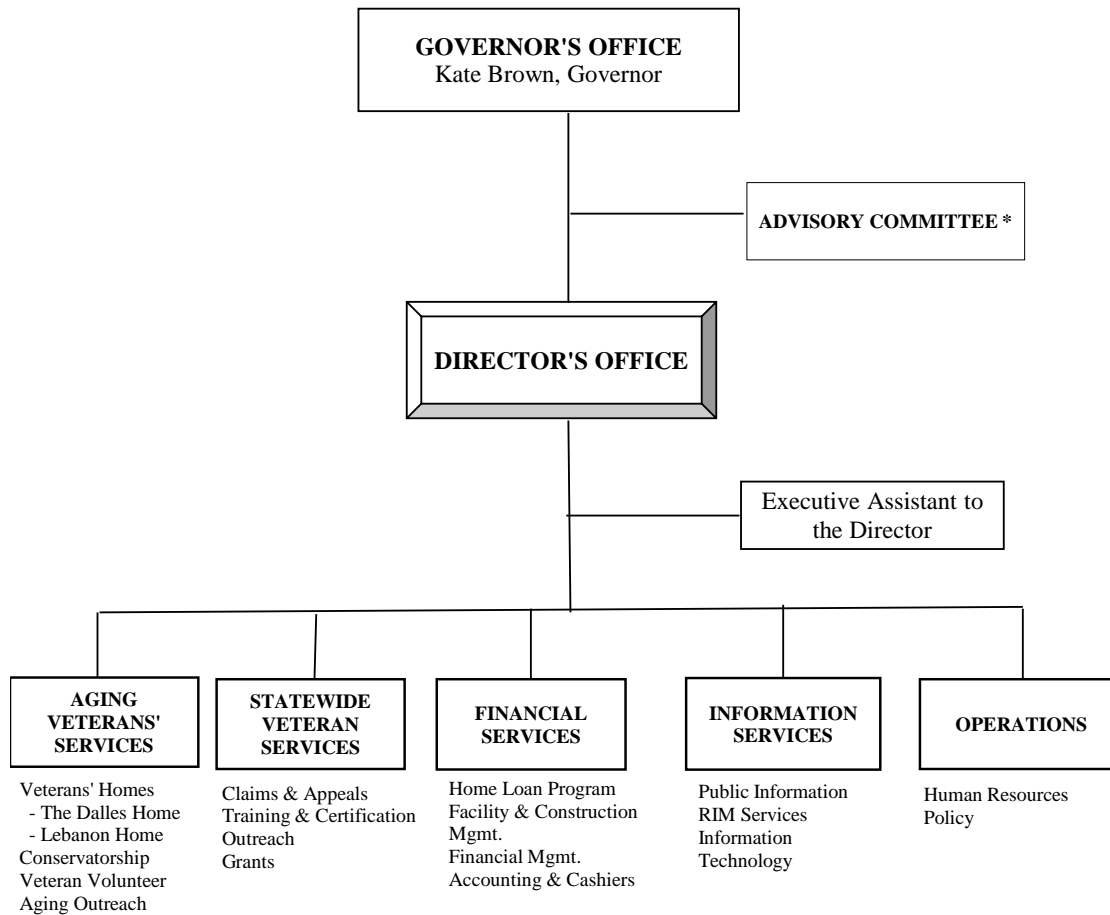 GOVERNOR'S OFFICE
Kate Brown, Governor
ADVISORY COMMITTEE *
DIRECTOR'S OFFICE
Executive Assistant to
the Director
AGING
VETERANS'
SERVICES
STATEWIDE
VETERAN
SERVICES
FINANCIAL
SERVICES
INFORMATION
SERVICES
OPERATIONS
Veterans' Homes
- The Dalles Home
- Lebanon Home
Conservatorship
Veteran Volunteer
Aging Outreach
Claims & Appeals
Training & Certification
Outreach
Grants
Home Loan Program
Facility & Construction
Mgmt.
Financial Mgmt.
Accounting & Cashiers
Public Information
RIM Services
Information
Technology
Human Resources
Policy